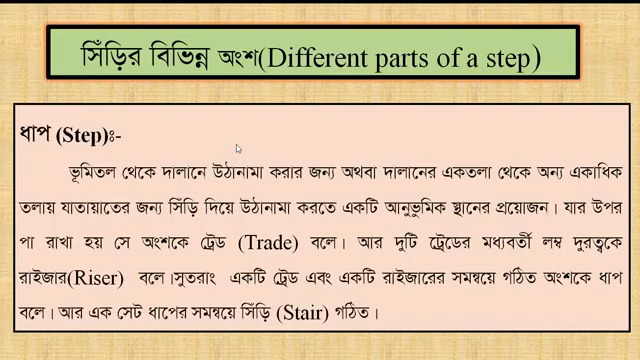 সিঁড়ির বিভিন্ন অংশ(Different parts of a step)
ধাপ (Step)ঃ-
ভূমিতল থেকে দালানে উঠানামা করার জন্য অথবা দালানের একতলা থেকে অন্য একাধিক
তলায় যাতায়াতের জন্য সিঁড়ি দিয়ে উঠানামা করতে একটি আনুভুমিক স্থানের প্রয়োজন। যার উপর
পা রাখা হয় সে অংশকে ট্রেড (Trade) বলে। আর দুটি ট্রেডের মধ্যবর্তী লম্ব দুরত্বকে
রাইজার(Riser) বলে।সুতরাং একটি ট্রেড এবং একটি রাইজারের সমন্বয়ে গঠিত অংশকে ধাপ
বলে। আর এক সেট ধাপের সমন্বয়ে সিঁড়ি (Stair) গঠিত।